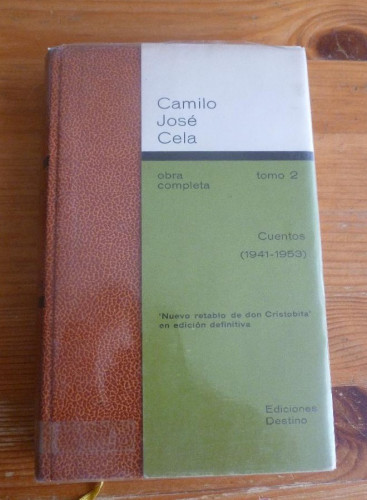 Camilo
José
Cela
obra tomo 2
completa
Cuentos
(1941-1953)
'Nuevo retablo de don Cristobita'
en edición definitiva
Ediciones
Destino